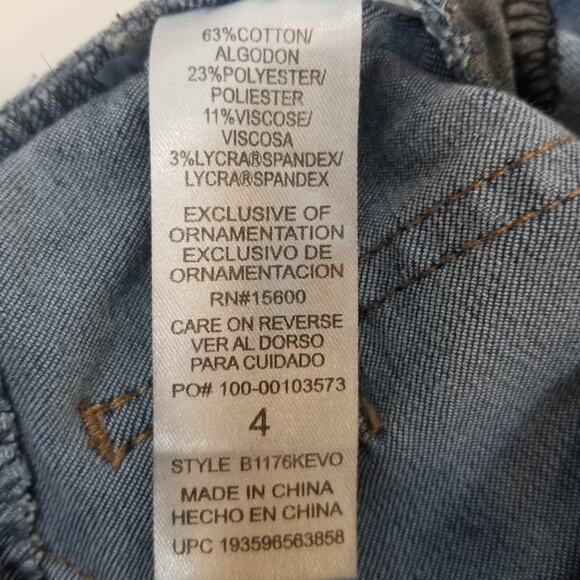 63%COTTON/
ALGODON
23%POLYESTER/
POLIESTER
11%VISCOSE/
VISCOSA
3%LYCRA®SPANDEX/
LYCRA®SPANDEX
EXCLUSIVE OF
ORNAMENTATION
EXCLUSIVO DE
ORNAMENTACION
RN#15600
CARE ON REVERSE
VER AL DORSO
PARA CUIDADO
PO# 100-00103573
4
STYLE B1176KEVO
MADE IN CHINA
HECHO EN CHINA
UPC 193596563858